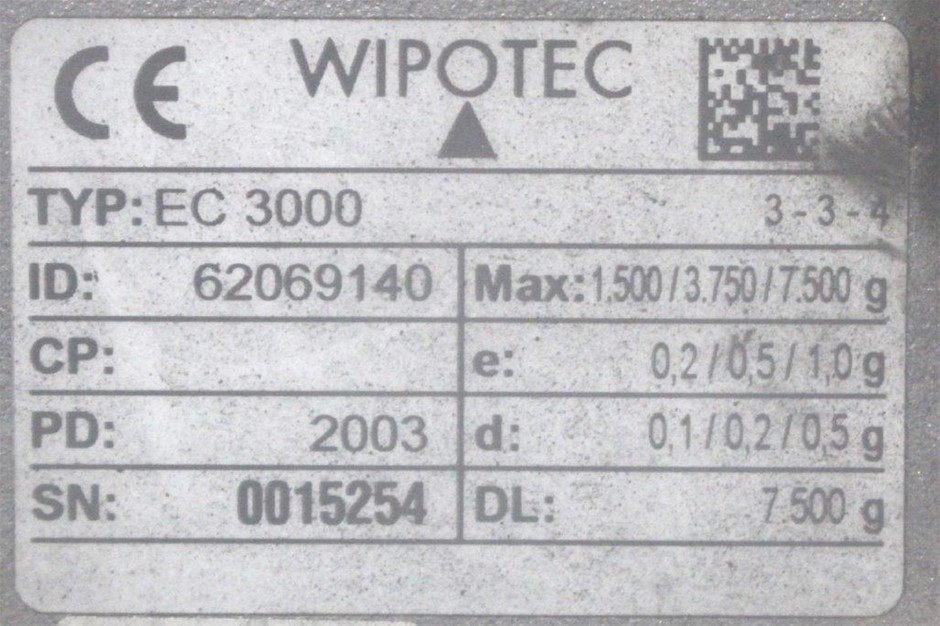 CE WIPOTEC
TYP: EC 3000 3-3-4
ID: 62069140 Max: 1.500 / 3.750 / 7.500 g
CP: e: 0,2 / 0,5 / 1,0 g
PD: 2003 d: 0,1 / 0,2 / 0,5 g
SN: 0015254 DL: 7 500 g